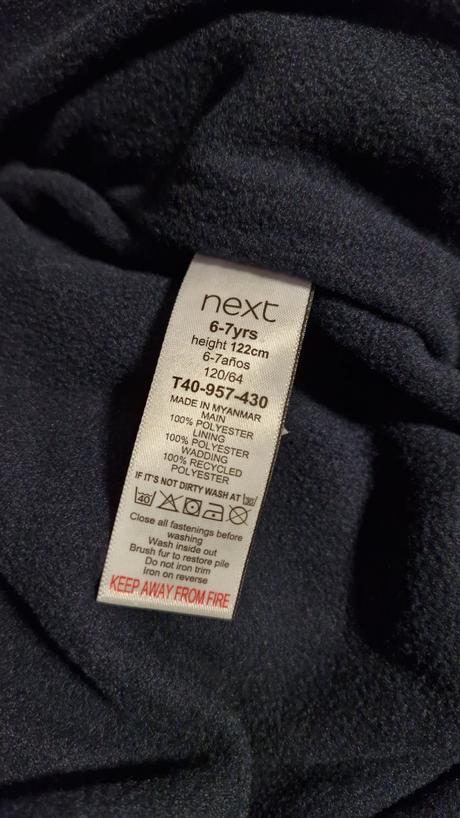 next
6-7yrs
height 122cm
6-7años
120/64
T40-957-430
MADE IN MYANMAR
MAIN
100% POLYESTER
LINING
100% POLYESTER
WADDING
100% RECYCLED
POLYESTER
IF IT'S NOT DIRTY WASH AT 30
40
Close all fastenings before
washing
Wash inside out
Brush fur to restore pile
Do not iron trim
Iron on reverse
KEEP AWAY FROM FIRE